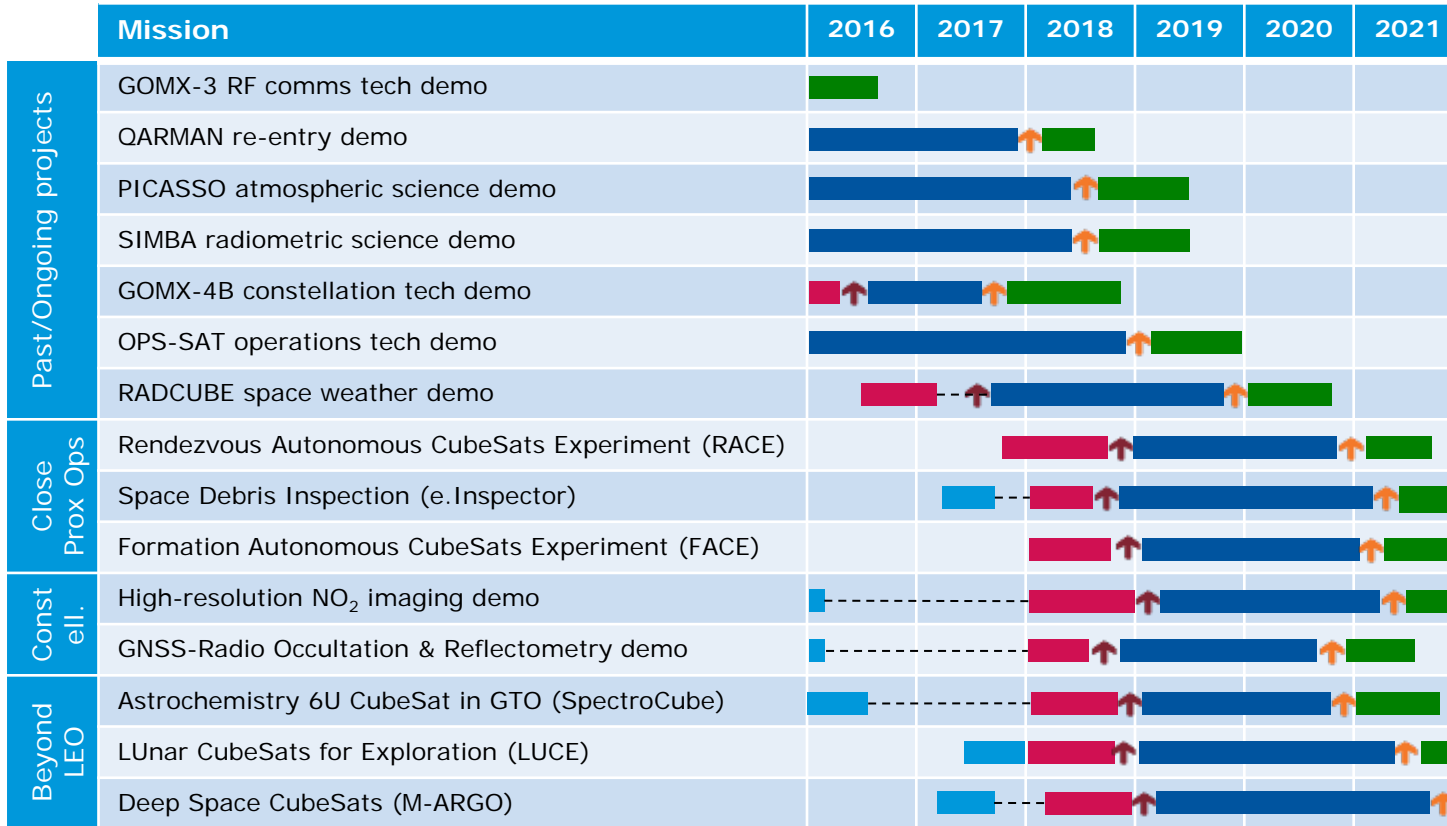 Mission 2016 2017 2018 2019 2020 2021
Past/Ongoing projects
GOMX-3 RF comms tech demo
QARMAN re-entry demo
PICASSO atmospheric science demo
SIMBA radiometric science demo
GOMX-4B constellation tech demo
OPS-SAT operations tech demo
RADCUBE space weather demo
Close
Prox Ops
Rendezvous Autonomous CubeSats Experiment (RACE)
Space Debris Inspection (e.Inspector)
Formation Autonomous CubeSats Experiment (FACE)
Const
ell.
High-resolution NO₂ imaging demo
GNSS-Radio Occultation & Reflectometry demo
Beyond
LEO
Astrochemistry 6U CubeSat in GTO (SpectroCube)
LUnar CubeSats for Exploration (LUCE)
Deep Space CubeSats (M-ARGO)